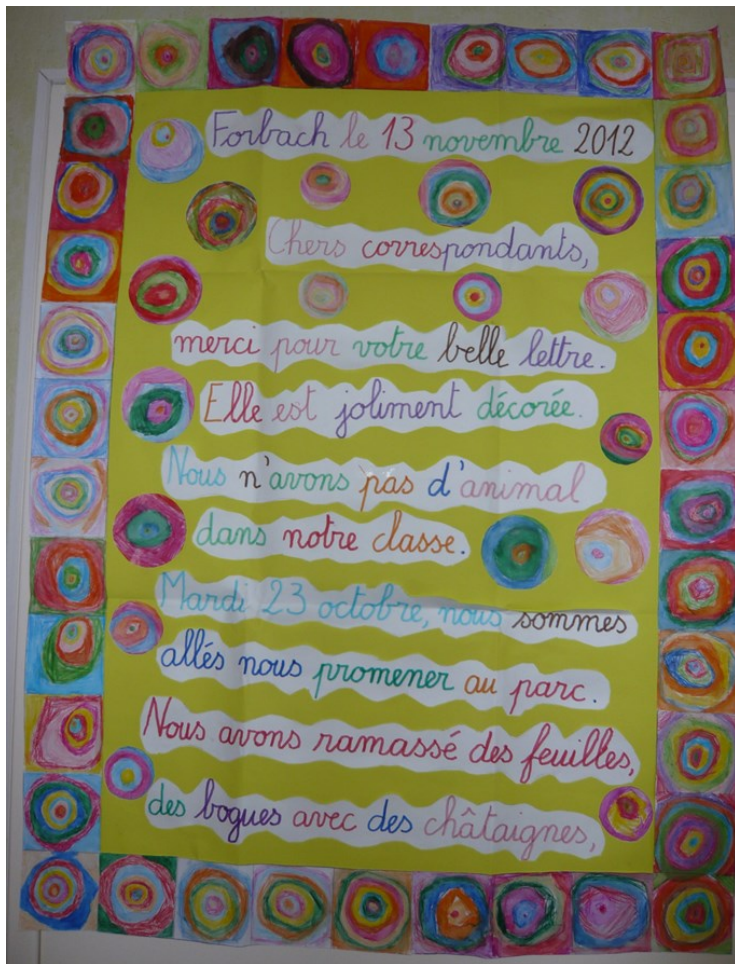 Forbach le 13 novembre 2012
Chers correspondants,
merci pour votre belle lettre.
Elle est joliment décorée.
Nous n'avons pas d'animal
dans notre classe.
Mardi 23 octobre, nous sommes
allés nous promener au parc.
Nous avons ramassé des feuilles,
des bogues avec des châtaignes,